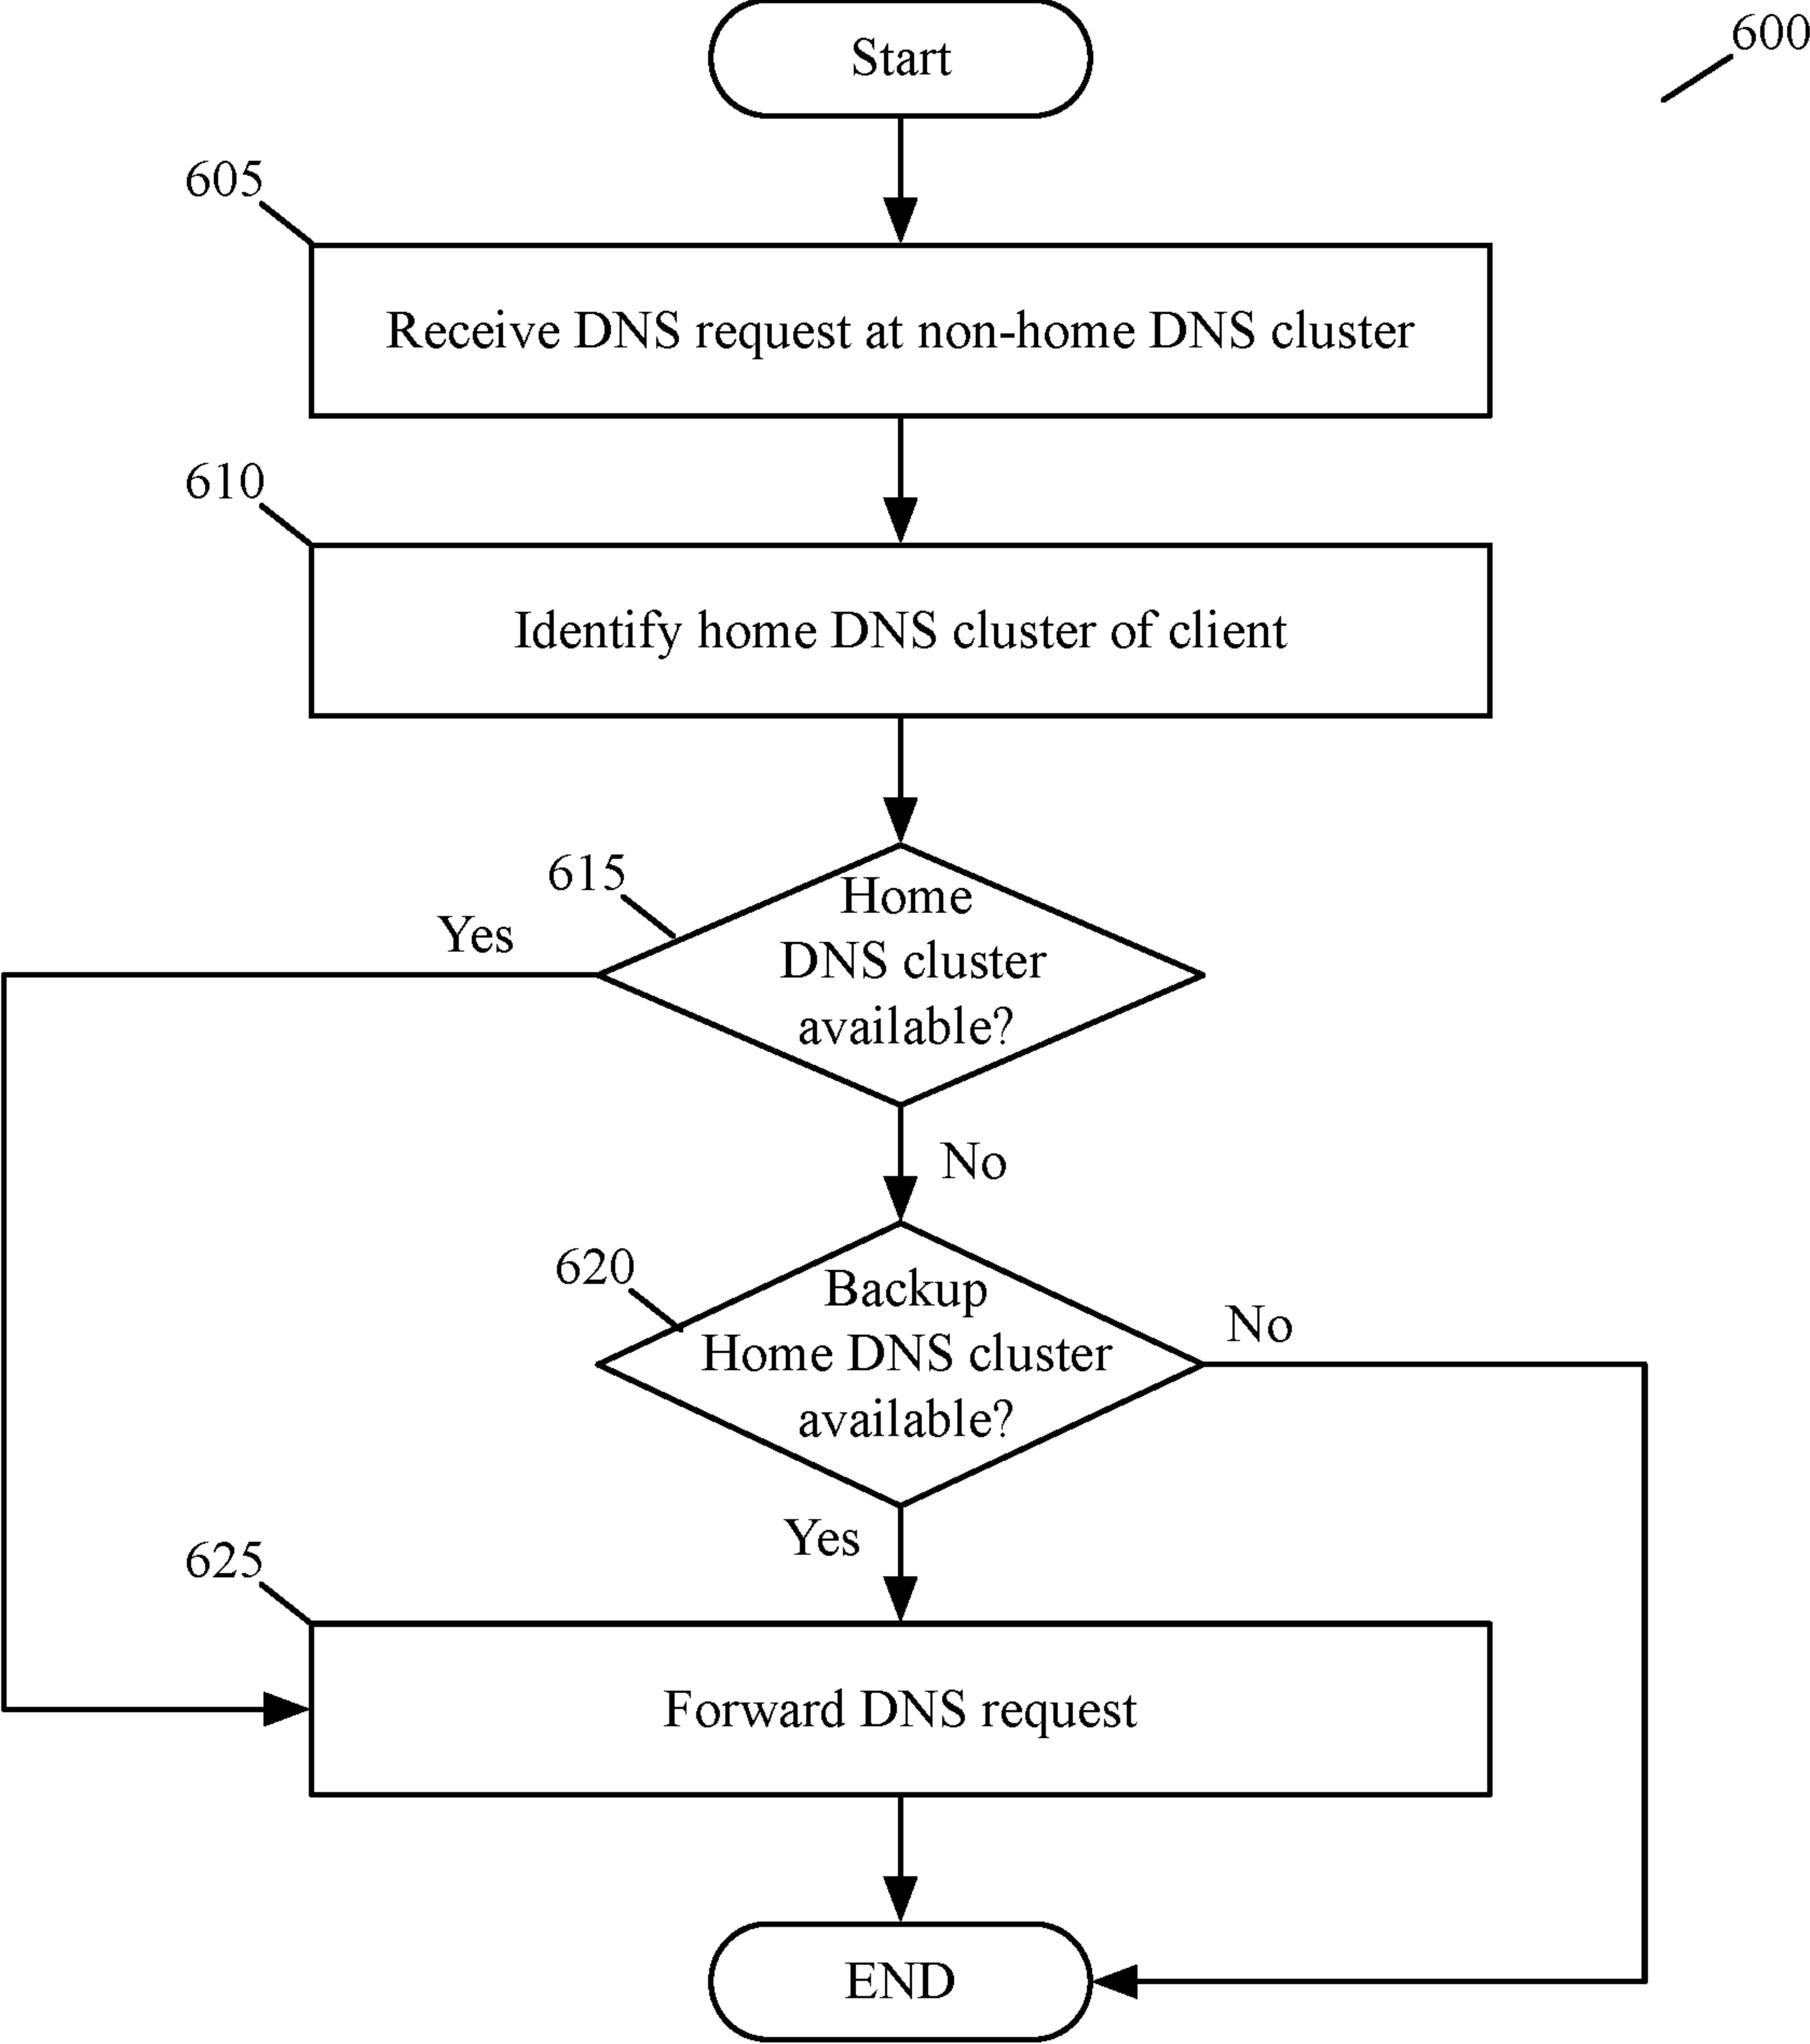 Start
600
605
Receive DNS request at non-home DNS cluster
610
Identify home DNS cluster of client
615
Yes
Home
DNS cluster
available?
No
620
Backup
Home DNS cluster
available?
No
Yes
625
Forward DNS request
END